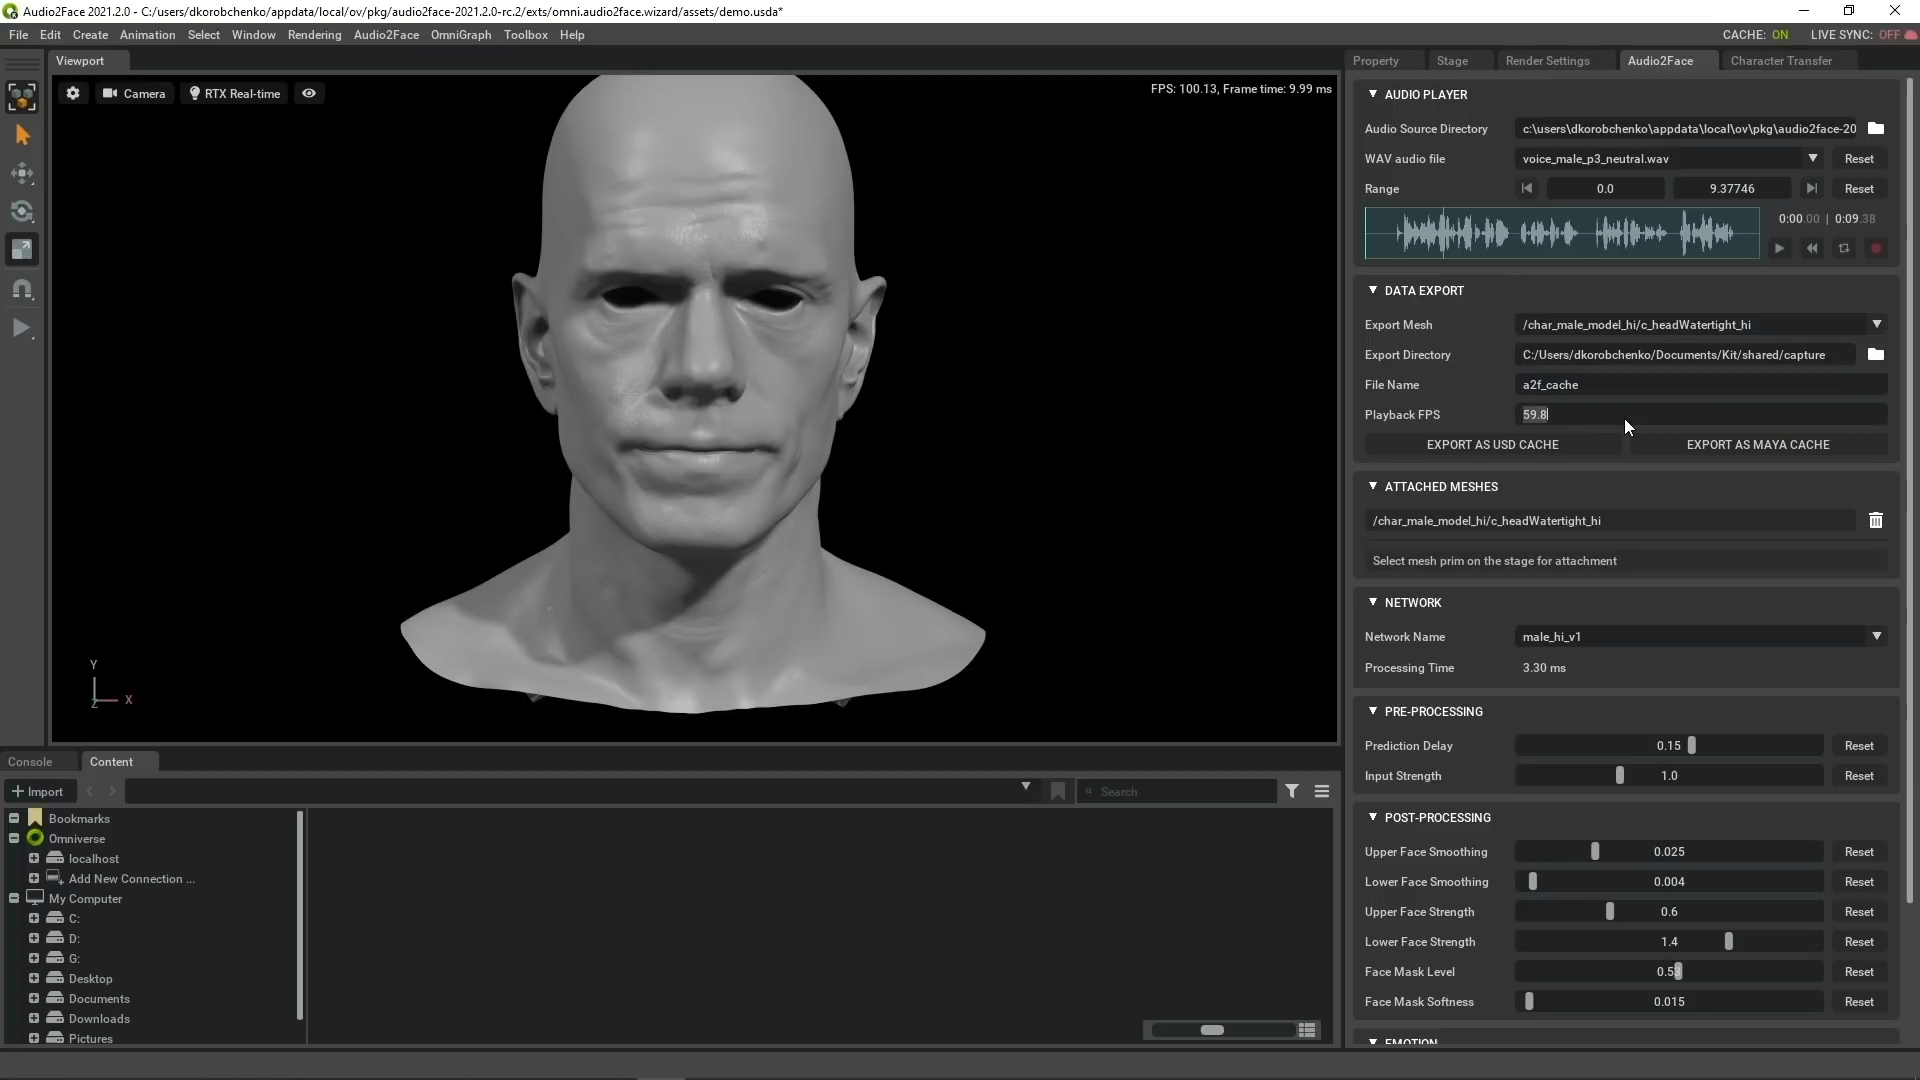 Audio2Face 2021.2.0 - C:/users/dkorobchenko/appdata/local/ov/pkg/audio2face-2021.2.0-rc.2/exts/omni.audio2face.wizard/assets/demo.usda*
File Edit Create Animation Select Window Rendering Audio2Face OmniGraph Toolbox Help
CACHE: ON LIVE SYNC: OFF
Viewport
Camera RTX Real-time
FPS: 100.13, Frame time: 9.99 ms
Y
X
Z
Property Stage Render Settings Audio2Face Character Transfer
AUDIO PLAYER
Audio Source Directory c:\users\dkorobchenko\appdata\local\ov\pkg\audio2face-20
WAV audio file voice_male_p3_neutral.wav Reset
Range 0.0 9.37746 Reset
0:00.00 | 0:09.38
DATA EXPORT
Export Mesh /char_male_model_hi/c_headWatertight_hi
Export Directory C:/Users/dkorobchenko/Documents/Kit/shared/capture
File Name a2f_cache
Playback FPS 59.8
EXPORT AS USD CACHE EXPORT AS MAYA CACHE
ATTACHED MESHES
/char_male_model_hi/c_headWatertight_hi
Select mesh prim on the stage for attachment
NETWORK
Network Name male_hi_v1
Processing Time 3.30 ms
PRE-PROCESSING
Prediction Delay 0.15 Reset
Input Strength 1.0 Reset
POST-PROCESSING
Upper Face Smoothing 0.025 Reset
Lower Face Smoothing 0.004 Reset
Upper Face Strength 0.6 Reset
Lower Face Strength 1.4 Reset
Face Mask Level Reset
Face Mask Softness 0.015 Reset
EMOTION
Console Content
+ Import
Search
Bookmarks
Omniverse
localhost
Add New Connection ...
My Computer
C:
D:
G:
Desktop
Documents
Downloads
Pictures